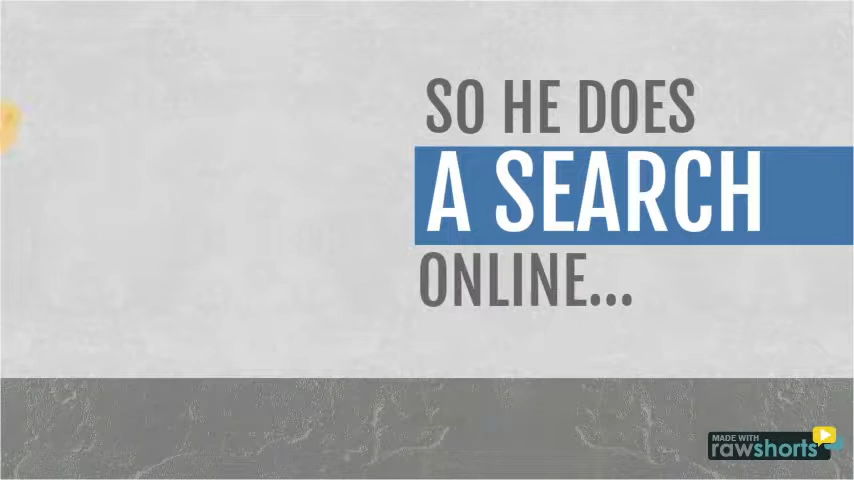 SO HE DOES
A SEARCH
ONLINE...
MADE WITH
rawshorts